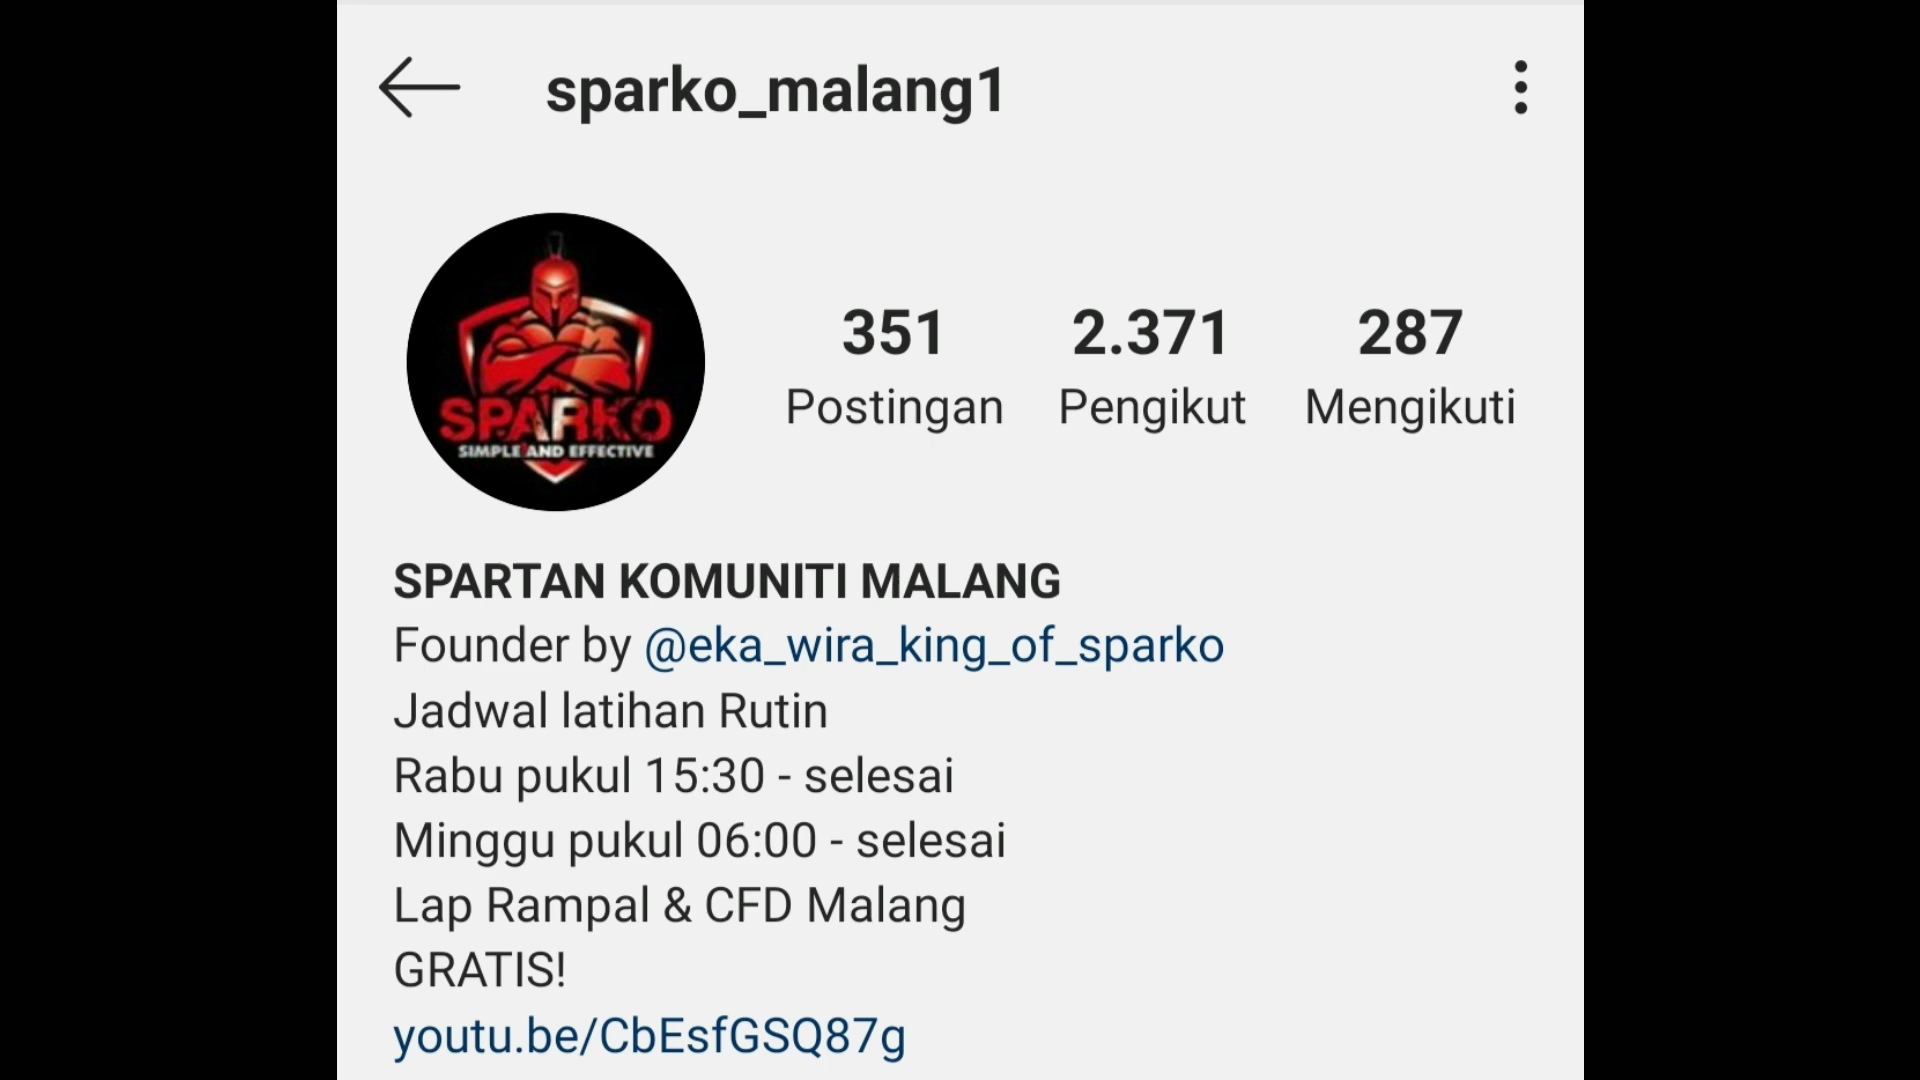 sparko_malang1
SPARKO
SIMPLE AND EFFECTIVE
351 2.371 287
Postingan Pengikut Mengikuti
SPARTAN KOMUNITI MALANG
Founder by @eka_wira_king_of_sparko
Jadwal latihan Rutin
Rabu pukul 15:30 - selesai
Minggu pukul 06:00 - selesai
Lap Rampal & CFD Malang
GRATIS!
youtu.be/CbEsfGSQ87g